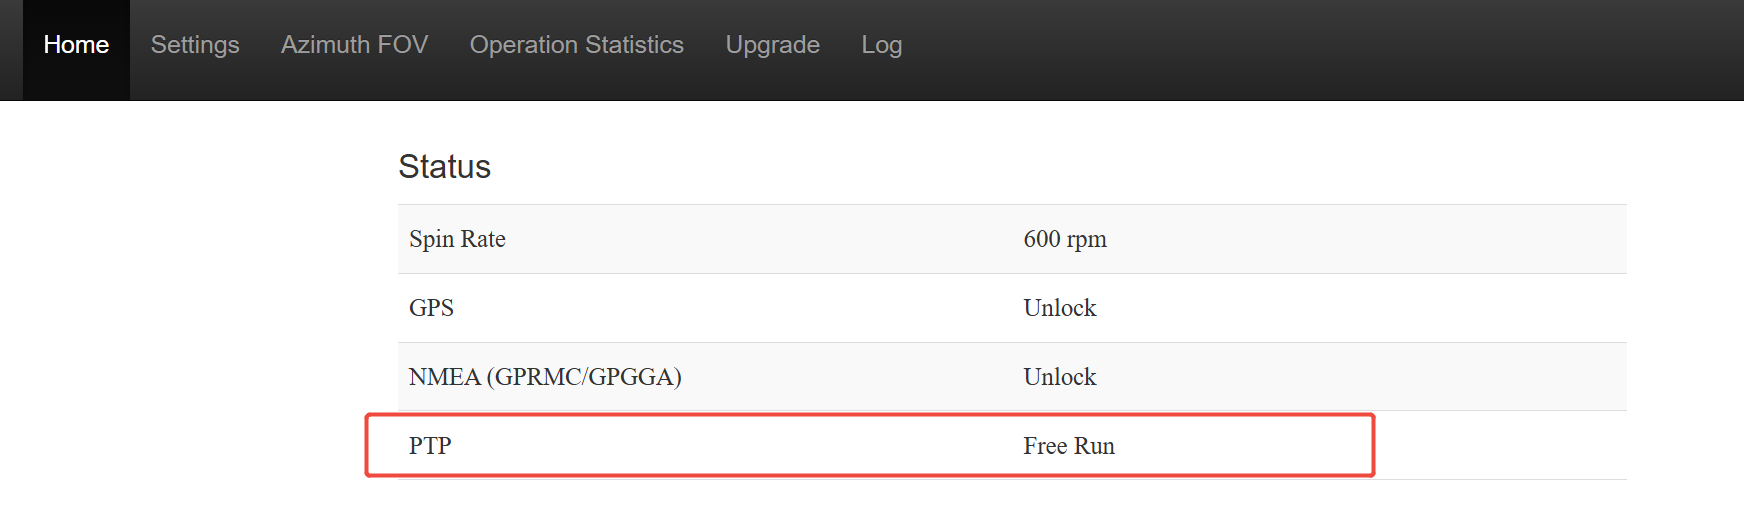 Home Settings Azimuth FOV Operation Statistics Upgrade Log
Status
Spin Rate 600 rpm
GPS Unlock
NMEA (GPRMC/GPGGA) Unlock
PTP Free Run